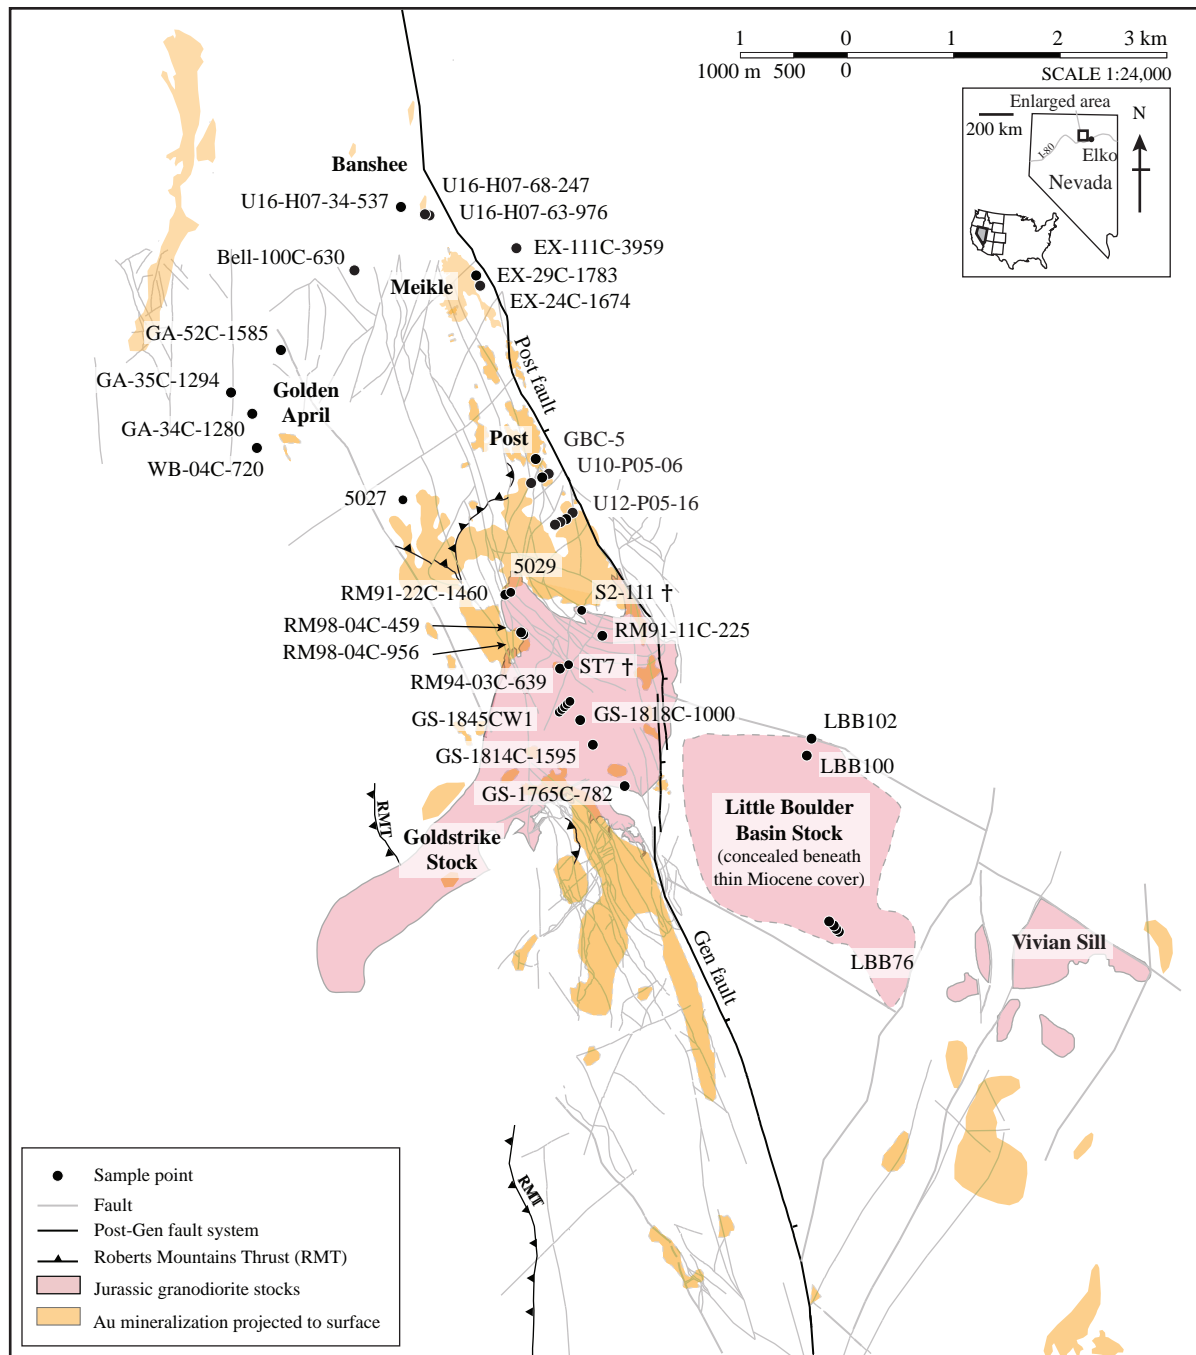 1 0 1 2 3 km
1000 m 500 0
SCALE 1:24,000
Enlarged area
200 km
N
I-80
Elko
Nevada
Banshee
U16-H07-68-247
U16-H07-34-537
U16-H07-63-976
EX-111C-3959
Bell-100C-630
EX-29C-1783
Meikle
EX-24C-1674
GA-52C-1585
Post fault
GA-35C-1294
Golden
April
GA-34C-1280
Post
GBC-5
WB-04C-720
U10-P05-06
5027
U12-P05-16
5029
RM91-22C-1460
S2-111 †
RM98-04C-459
RM91-11C-225
RM98-04C-956
ST7 †
RM94-03C-639
GS-1845CW1
GS-1818C-1000
LBB102
GS-1814C-1595
LBB100
GS-1765C-782
RMT
Goldstrike
Stock
Little Boulder
Basin Stock
(concealed beneath
thin Miocene cover)
Gen fault
Vivian Sill
LBB76
RMT
Sample point
Fault
Post-Gen fault system
Roberts Mountains Thrust (RMT)
Jurassic granodiorite stocks
Au mineralization projected to surface